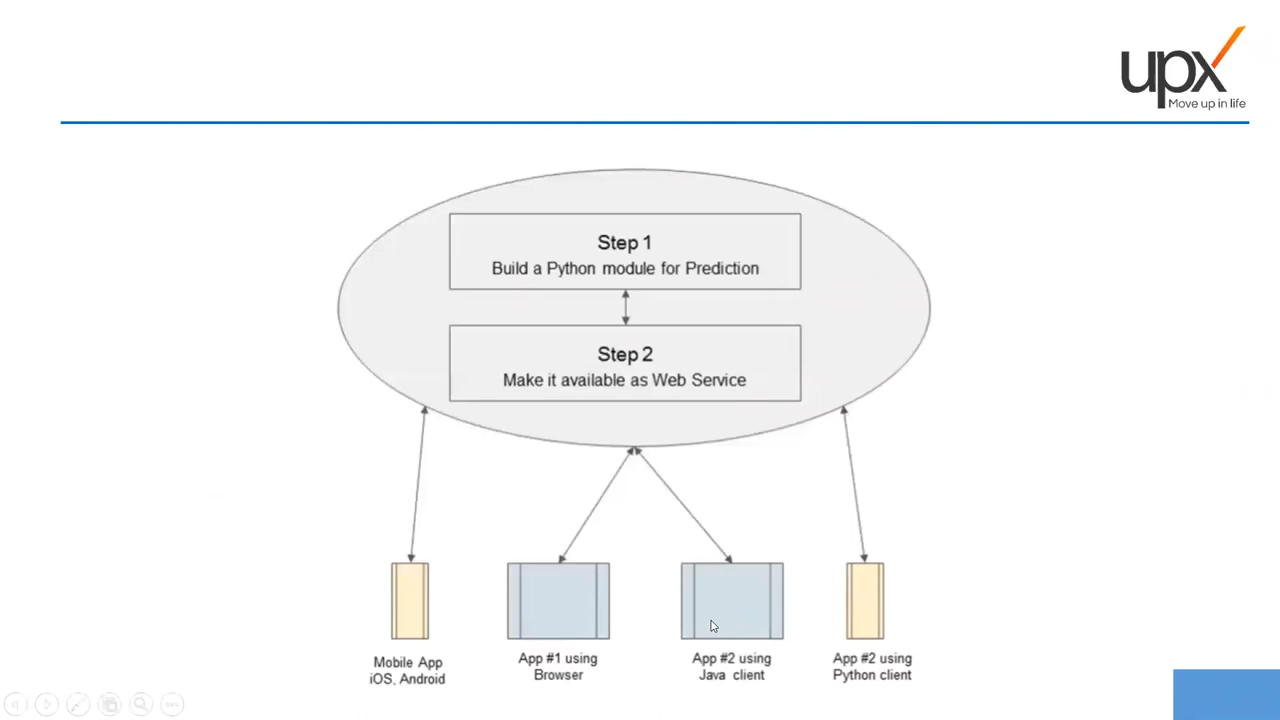 upx
Move up in life
Step 1
Build a Python module for Prediction
Step 2
Make it available as Web Service
Mobile App
iOS, Android
App #1 using
Browser
App #2 using
Java client
App #2 using
Python client